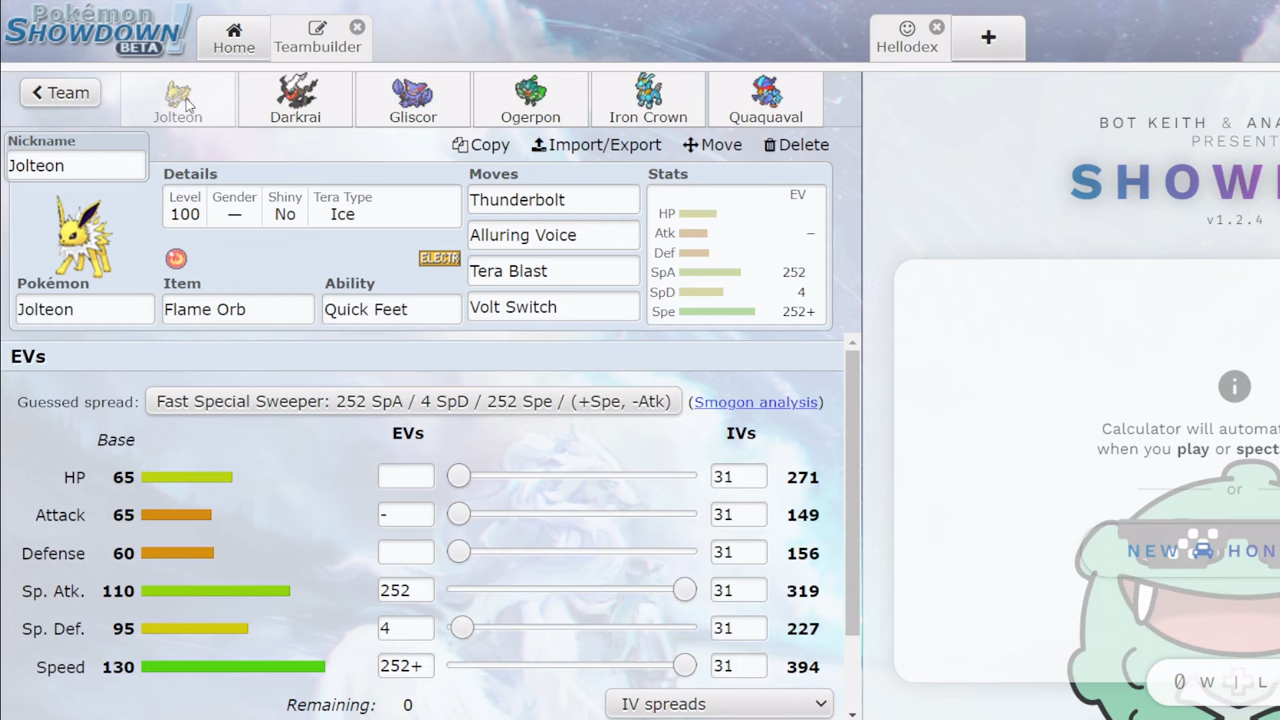 Pokémon
SHOWDOWN!
BETA
Home
Teambuilder
Hellodex
Team
Jolteon
Darkrai
Gliscor
Ogerpon
Iron Crown
Quaquaval
Copy
Import/Export
Move
Delete
Nickname
Jolteon
Details
Level
Gender
Shiny
Tera Type
100
—
No
Ice
ELECTR
Pokémon
Jolteon
Item
Flame Orb
Ability
Quick Feet
Moves
Thunderbolt
Alluring Voice
Tera Blast
Volt Switch
Stats
EV
HP
Atk –
Def
SpA 252
SpD 4
Spe 252+
EVs
Guessed spread: Fast Special Sweeper: 252 SpA / 4 SpD / 252 Spe / (+Spe, -Atk) (Smogon analysis)
Base EVs IVs
HP 65 31 271
Attack 65 - 31 149
Defense 60 31 156
Sp. Atk. 110 252 31 319
Sp. Def. 95 4 31 227
Speed 130 252+ 31 394
Remaining: 0
IV spreads
BOT KEITH & ANA
PRESENT
SHOW
v1.2.4
Calculator will automa
when you play or spect
or
NEW HON
0 W | L